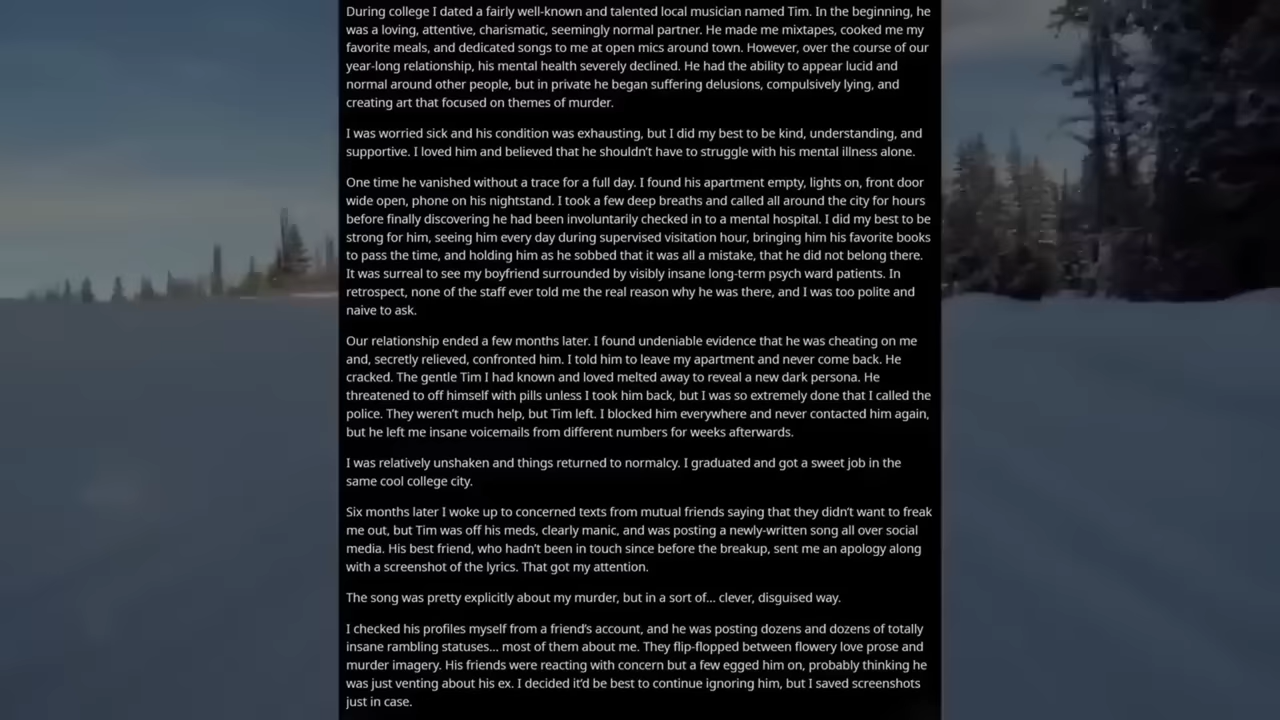 During college I dated a fairly well-known and talented local musician named Tim. In the beginning, he
was a loving, attentive, charismatic, seemingly normal partner. He made me mixtapes, cooked me my
favorite meals, and dedicated songs to me at open mics around town. However, over the course of our
year-long relationship, his mental health severely declined. He had the ability to appear lucid and
normal around other people, but in private he began suffering delusions, compulsively lying, and
creating art that focused on themes of murder.
I was worried sick and his condition was exhausting, but I did my best to be kind, understanding, and
supportive. I loved him and believed that he shouldn't have to struggle with his mental illness alone.
One time he vanished without a trace for a full day. I found his apartment empty, lights on, front door
wide open, phone on his nightstand. I took a few deep breaths and called all around the city for hours
before finally discovering he had been involuntarily checked in to a mental hospital. I did my best to be
strong for him, seeing him every day during supervised visitation hour, bringing him his favorite books
to pass the time, and holding him as he sobbed that it was all a mistake, that he did not belong there.
It was surreal to see my boyfriend surrounded by visibly insane long-term psych ward patients. In
retrospect, none of the staff ever told me the real reason why he was there, and I was too polite and
naive to ask.
Our relationship ended a few months later. I found undeniable evidence that he was cheating on me
and, secretly relieved, confronted him. I told him to leave my apartment and never come back. He
cracked. The gentle Tim I had known and loved melted away to reveal a new dark persona. He
threatened to off himself with pills unless I took him back, but I was so extremely done that I called the
police. They weren't much help, but Tim left. I blocked him everywhere and never contacted him again,
but he left me insane voicemails from different numbers for weeks afterwards.
I was relatively unshaken and things returned to normalcy. I graduated and got a sweet job in the
same cool college city.
Six months later I woke up to concerned texts from mutual friends saying that they didn't want to freak
me out, but Tim was off his meds, clearly manic, and was posting a newly-written song all over social
media. His best friend, who hadn't been in touch since before the breakup, sent me an apology along
with a screenshot of the lyrics. That got my attention.
The song was pretty explicitly about my murder, but in a sort of... clever, disguised way.
I checked his profiles myself from a friend's account, and he was posting dozens and dozens of totally
insane rambling statuses... most of them about me. They flip-flopped between flowery love prose and
murder imagery. His friends were reacting with concern but a few egged him on, probably thinking he
was just venting about his ex. I decided it'd be best to continue ignoring him, but I saved screenshots
just in case.